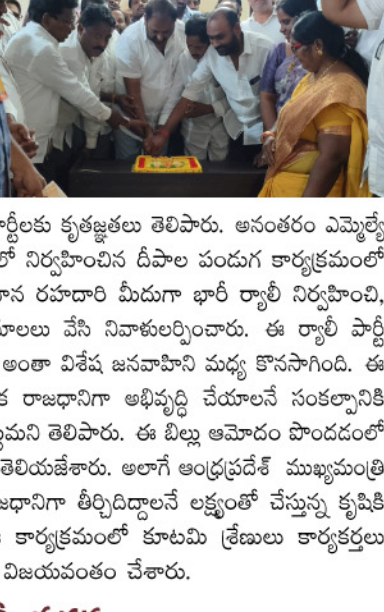 ర్టీలకు కృతజ్ఞతలు తెలిపారు. అనంతరం ఎమ్మెల్యే
లో నిర్వహించిన దీపాల పండుగ కార్యక్రమంలో
న రహదారి మీదుగా భారీ ర్యాలీ నిర్వహించి,
మాలలు వేసి నివాళులర్పించారు. ఈ ర్యాలీ పార్టీ
అంతా విశేష జనవాహిని మధ్య కొనసాగింది. ఈ
క రాజధానిగా అభివృద్ధి చేయాలనే సంకల్పానికి
మని తెలిపారు. ఈ బిల్లు ఆమోదం పొందడంలో
తెలియజేశారు. అలాగే ఆంధ్రప్రదేశ్ ముఖ్యమంత్రి
జధానిగా తీర్చిదిద్దాలనే లక్ష్యంతో చేస్తున్న కృషికి
కార్యక్రమంలో కూటమి శ్రేణులు కార్యకర్తలు
విజయవంతం చేశారు.